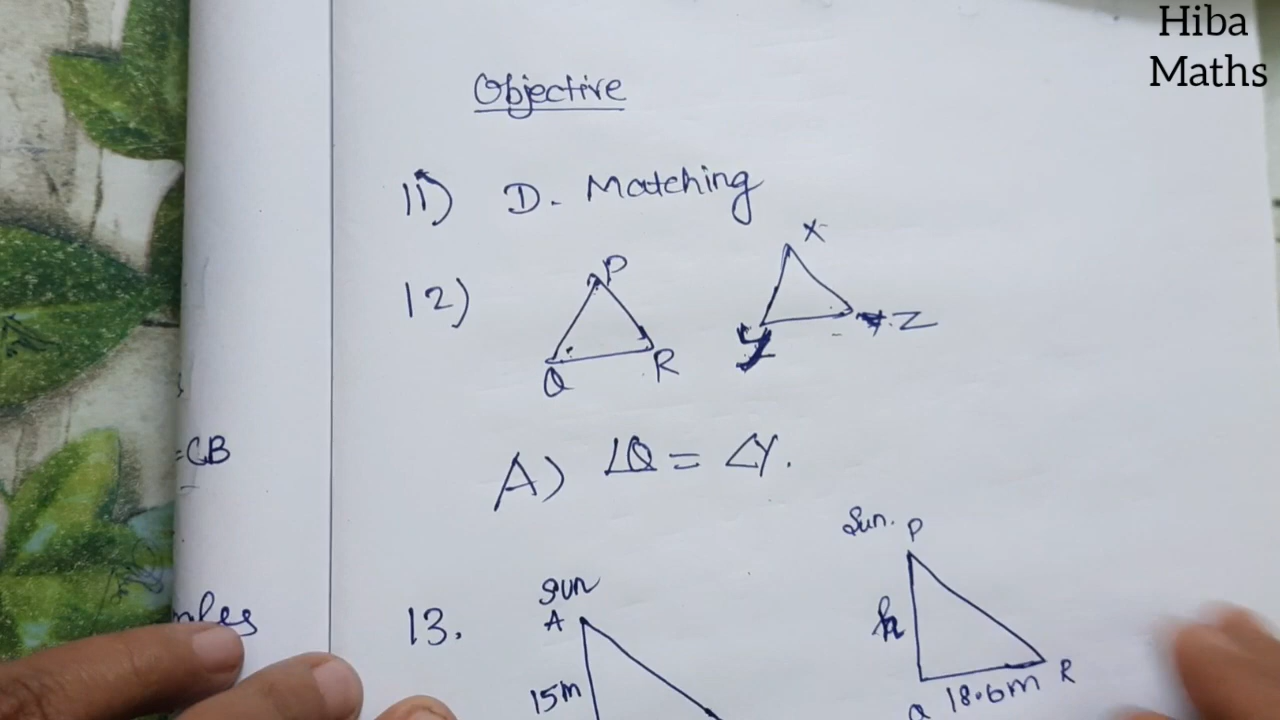 Hiba
Maths
Objective
11) D. Matching
12)
P
Q
R
X
Y
Z
A) ∠Q = ∠Y.
=CB
13.
Sun
A
15m
Sun.
P
h
Q
18.6m
R